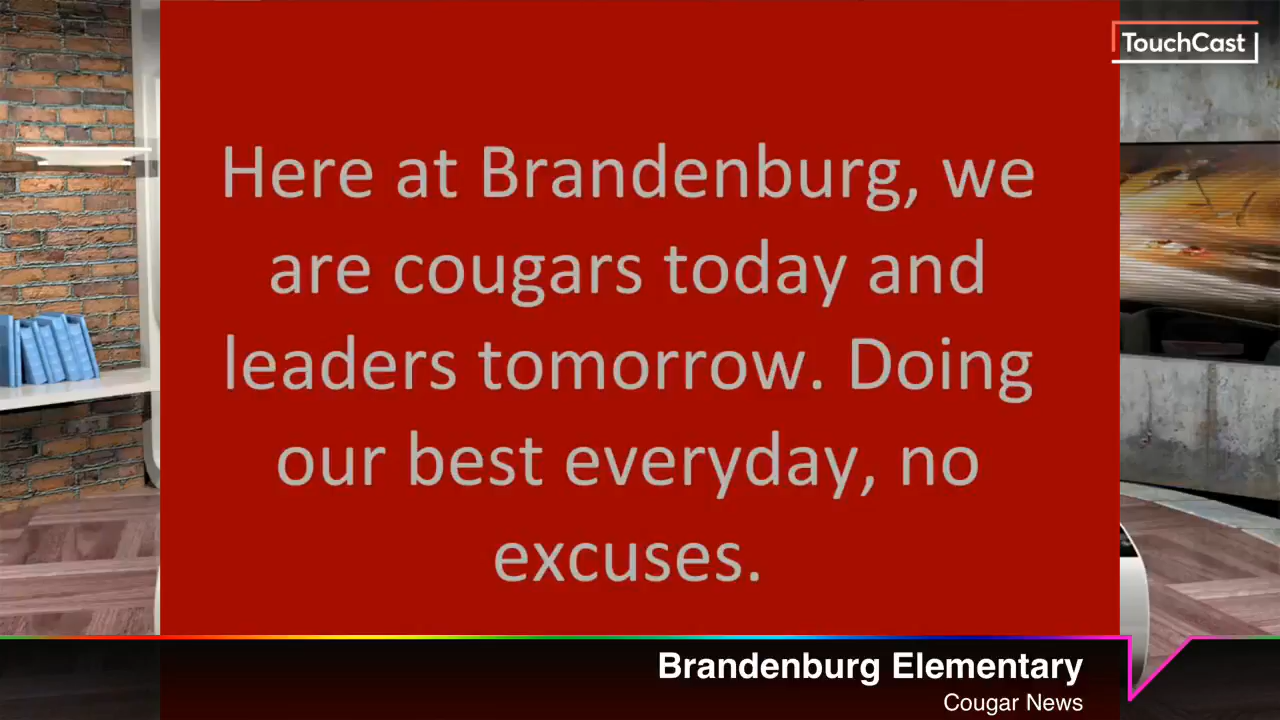 TouchCast
Here at Brandenburg, we
are cougars today and
leaders tomorrow. Doing
our best everyday, no
excuses.
Brandenburg Elementary
Cougar News